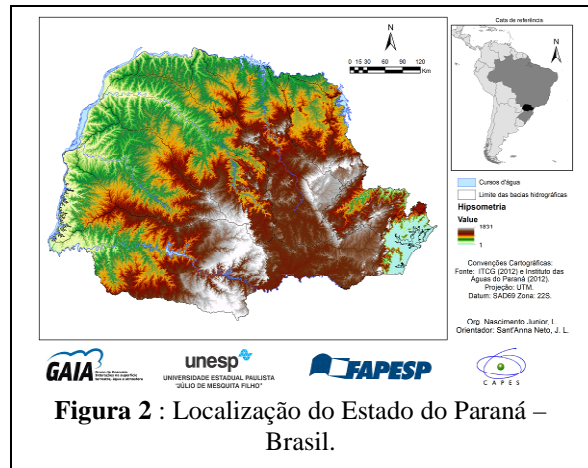 N
0 15 30 60 90 120
Km
Cata de referência
N
Cursos d'água
Limite das bacias hidrográficas
Hipsometria
Value
1851
1
Convenções Cartográficas:
Fonte: ITCG (2012) e Instituto das
Águas do Paraná (2012).
Projeção: UTM.
Datum: SAD69 Zona: 22S.
Org. Nascimento Junior, L.
Orientador: Sant'Anna Neto, J. L.
GAIA
unesp
UNIVERSIDADE ESTADUAL PAULISTA
"JÚLIO DE MESQUITA FILHO"
FAPESP
CAPES
Figura 2 : Localização do Estado do Paraná –
Brasil.